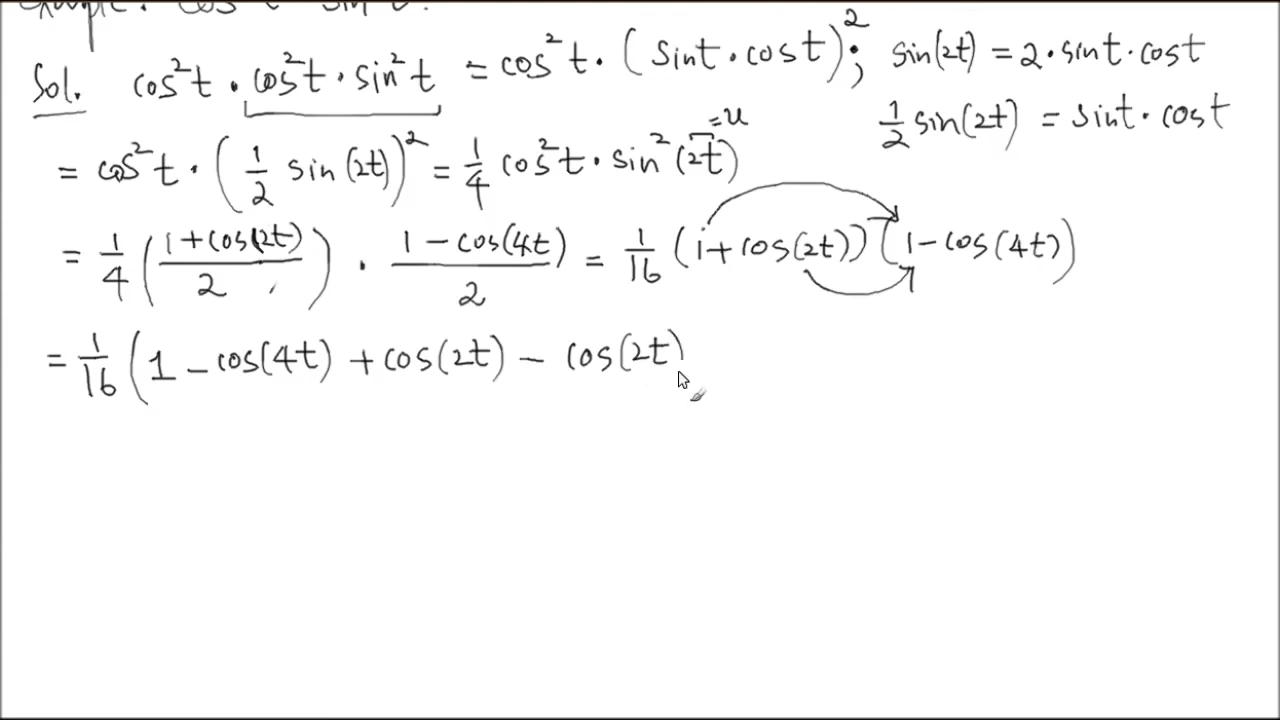 Example: cos t sin t.
Sol. cos²t · cos²t · sin²t = cos²t · (sint · cost)²; sin(2t) = 2 · sint · cost
½ sin(2t) = sint · cost
= cos²t · (½ sin(2t))² = ¼ cos²t · sin²(2t) =u
= ¼ ((1+cos(2t))/2) · (1-cos(4t))/2 = 1/16 (1+cos(2t)) (1-cos(4t))
= 1/16 (1 - cos(4t) + cos(2t) - cos(2t)